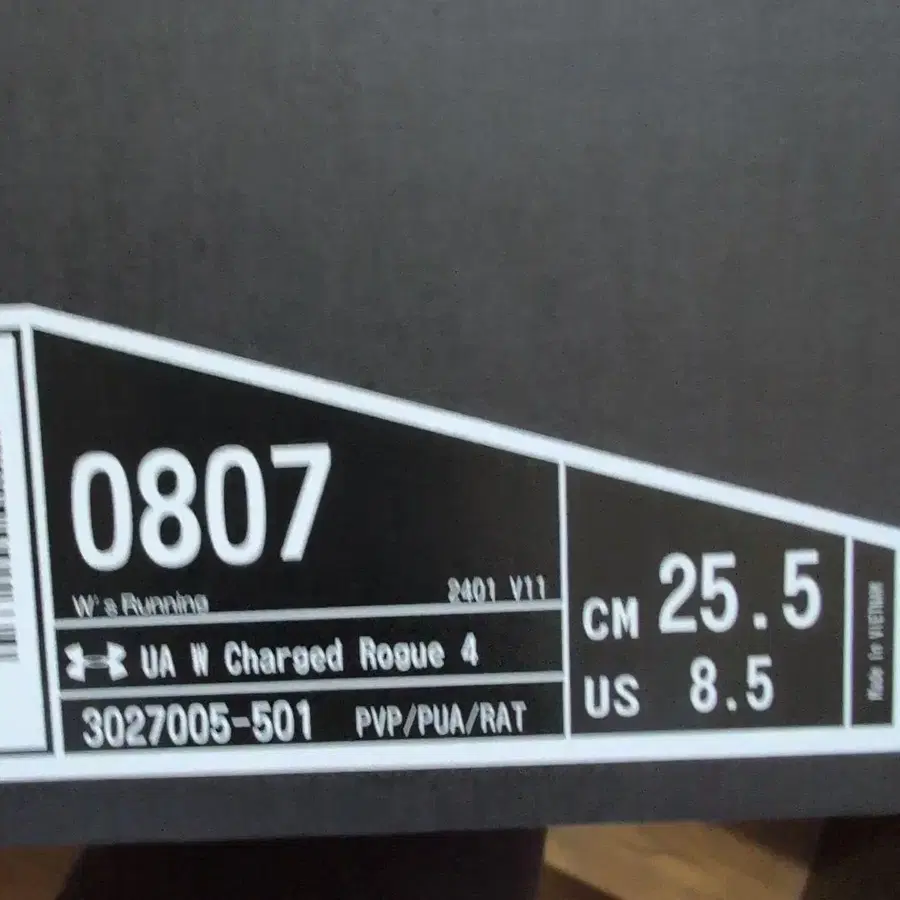 0807
W's Running 2401 V11
UA W Charged Rogue 4
3027005-501 PVP/PUA/RAT
CM 25.5
US 8.5
Made in VIETNAM